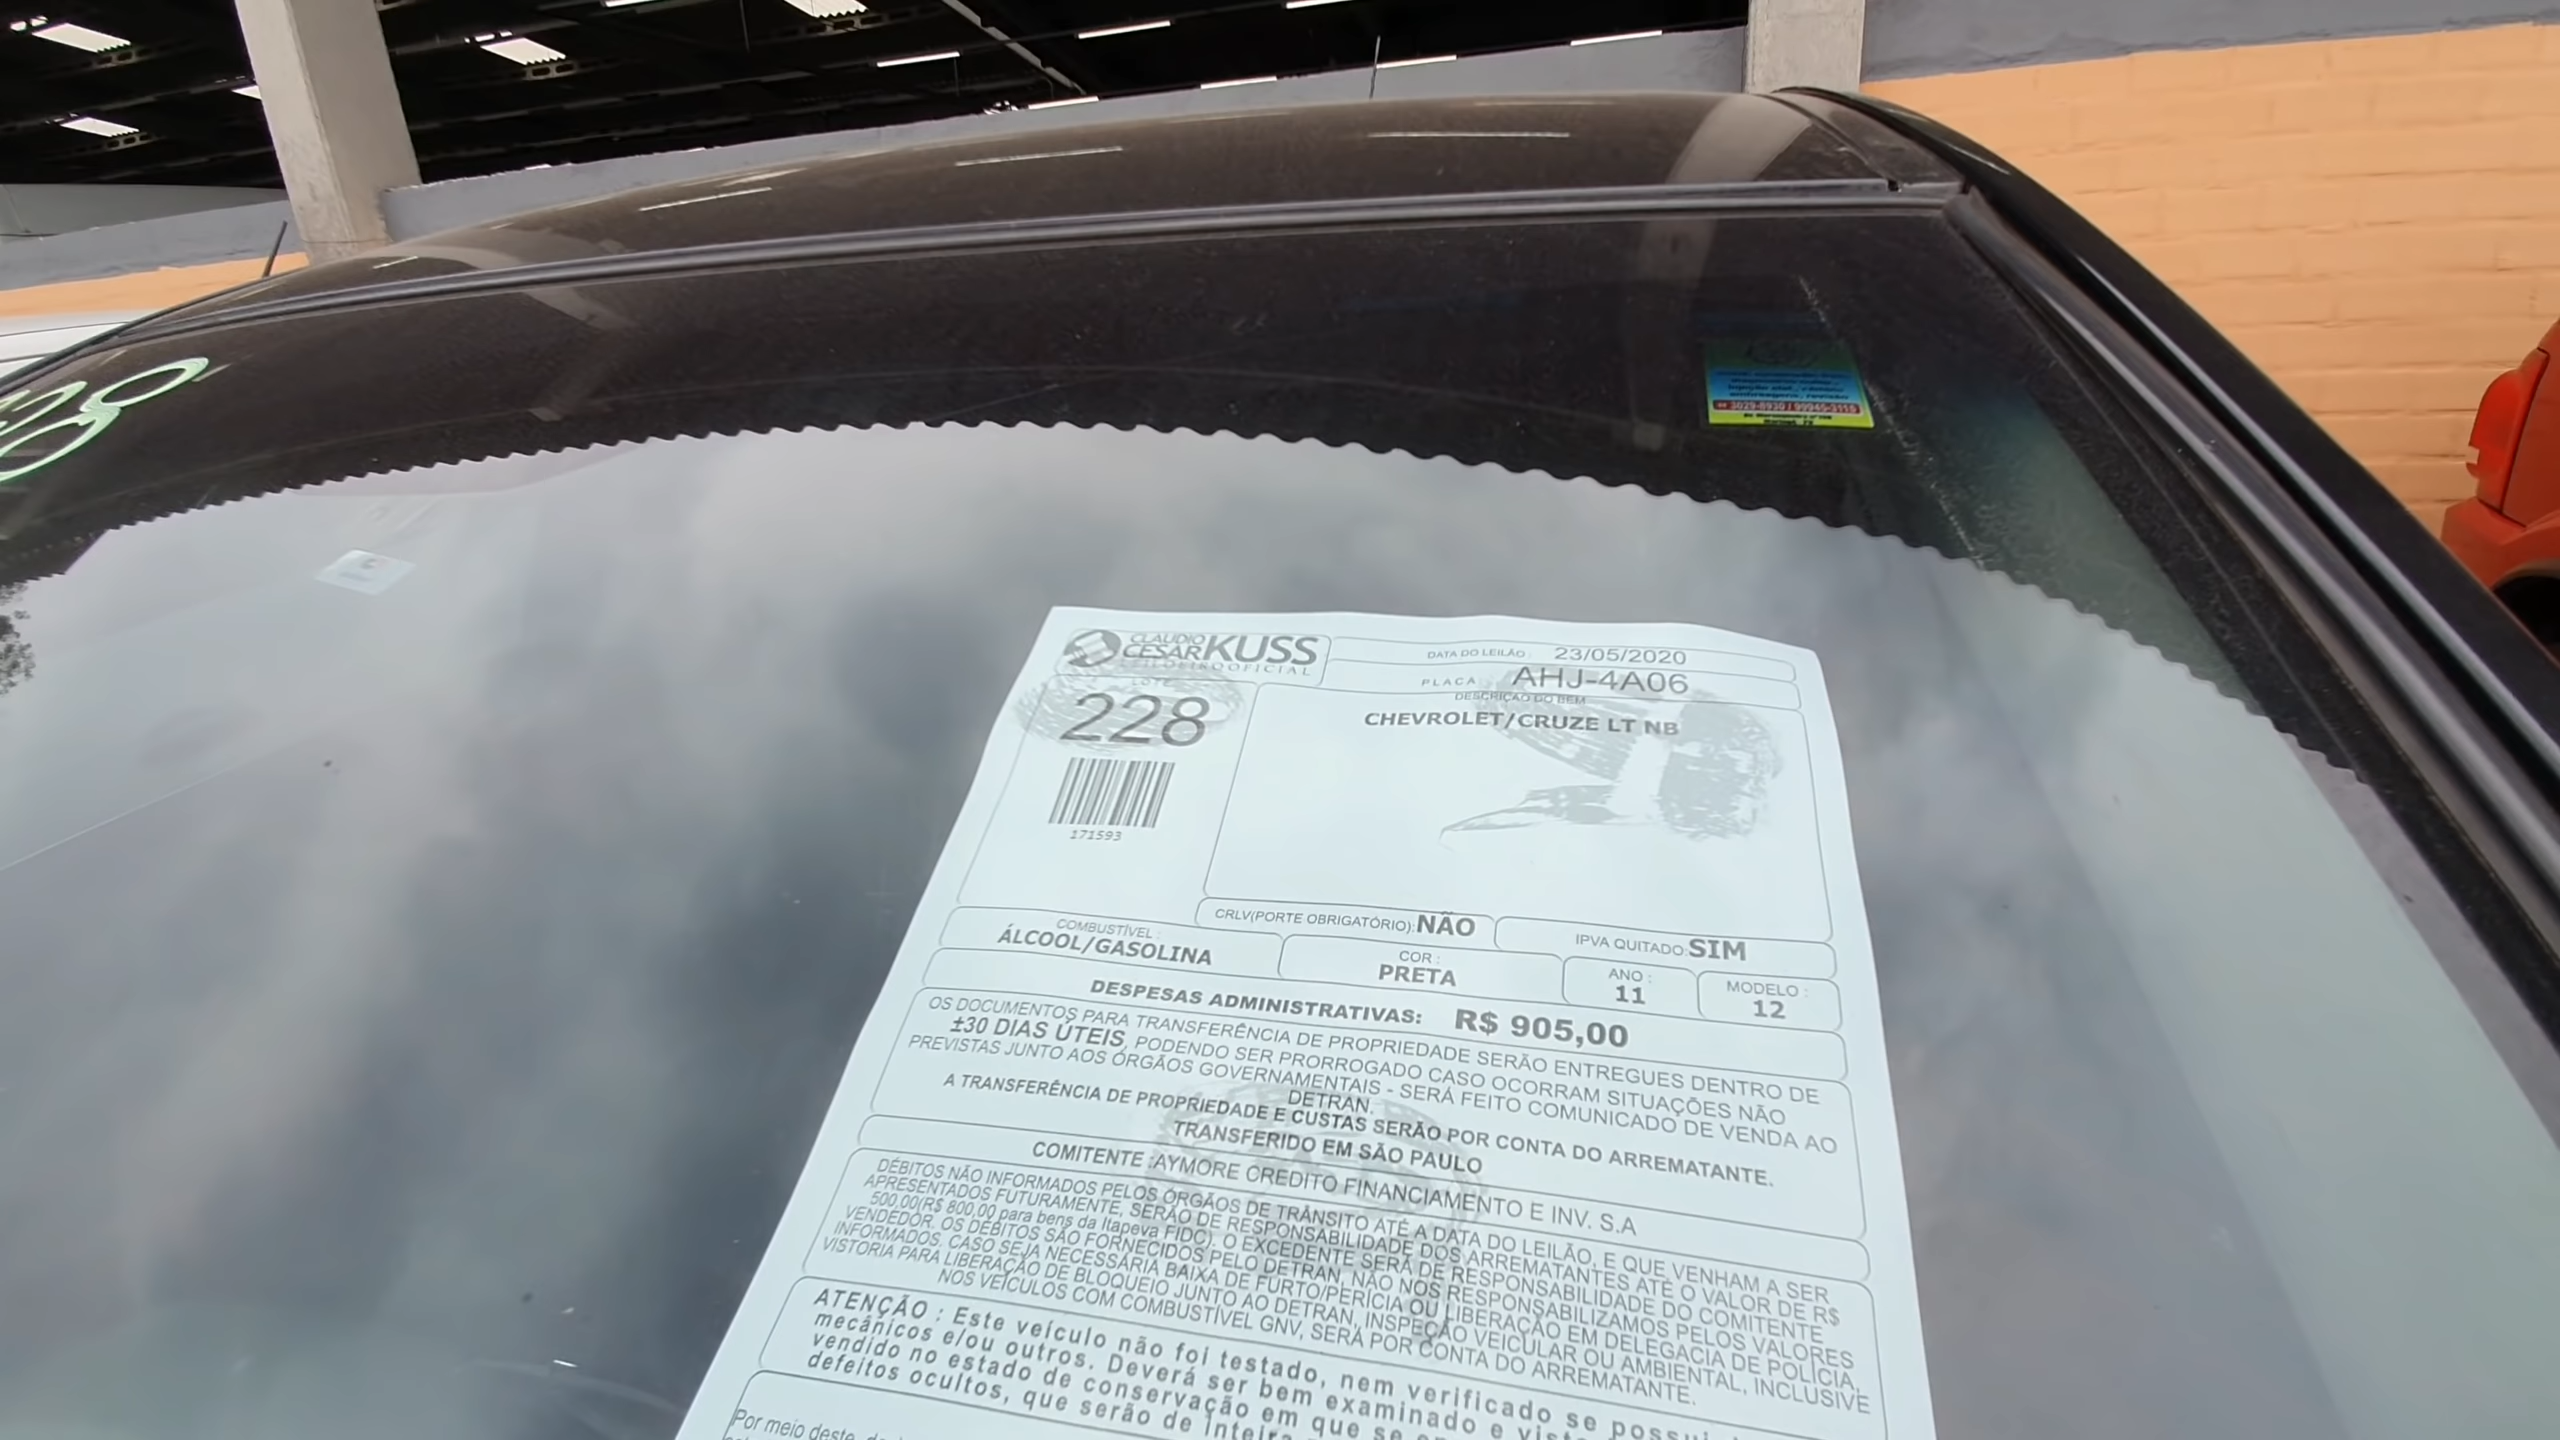 CLAUDIO
CESAR KUSS
LEILOEIRO OFICIAL
DATA DO LEILÃO : 23/05/2020
PLACA : AHJ-4A06
LOTE
228
171593
DESCRIÇÃO DO BEM
CHEVROLET/CRUZE LT NB
CRLV(PORTE OBRIGATÓRIO): NÃO
IPVA QUITADO: SIM
COMBUSTÍVEL :
ÁLCOOL/GASOLINA
COR :
PRETA
ANO :
11
MODELO :
12
DESPESAS ADMINISTRATIVAS: R$ 905,00
OS DOCUMENTOS PARA TRANSFERÊNCIA DE PROPRIEDADE SERÃO ENTREGUES DENTRO DE
±30 DIAS ÚTEIS, PODENDO SER PRORROGADO CASO OCORRAM SITUAÇÕES NÃO
PREVISTAS JUNTO AOS ÓRGÃOS GOVERNAMENTAIS - SERÁ FEITO COMUNICADO DE VENDA AO
DETRAN.
A TRANSFERÊNCIA DE PROPRIEDADE E CUSTAS SERÃO POR CONTA DO ARREMATANTE.
TRANSFERIDO EM SÃO PAULO
COMITENTE :AYMORE CREDITO FINANCIAMENTO E INV. S.A
DÉBITOS NÃO INFORMADOS PELOS ÓRGÃOS DE TRÂNSITO ATÉ A DATA DO LEILÃO, E QUE VENHAM A SER
APRESENTADOS FUTURAMENTE, SERÃO DE RESPONSABILIDADE DOS ARREMATANTES ATÉ O VALOR DE R$
500,00(R$ 800,00 para bens da Itapeva FIDC). O EXCEDENTE SERÁ DE RESPONSABILIDADE DO COMITENTE
VENDEDOR. OS DÉBITOS SÃO FORNECIDOS PELO DETRAN, NÃO NOS RESPONSABILIZAMOS PELOS VALORES
INFORMADOS. CASO SEJA NECESSÁRIA BAIXA DE FURTO/PERÍCIA OU LIBERAÇÃO EM DELEGACIA DE POLÍCIA,
VISTORIA PARA LIBERAÇÃO DE BLOQUEIO JUNTO AO DETRAN, INSPEÇÃO VEICULAR OU AMBIENTAL, INCLUSIVE
NOS VEÍCULOS COM COMBUSTÍVEL GNV, SERÁ POR CONTA DO ARREMATANTE.
ATENÇÃO : Este veículo não foi testado, nem verificado se possui
mecânicos e/ou outros. Deverá ser bem examinado e
vendido no estado de conservação em que se
defeitos ocultos, que serão de inteira
Por meio deste,